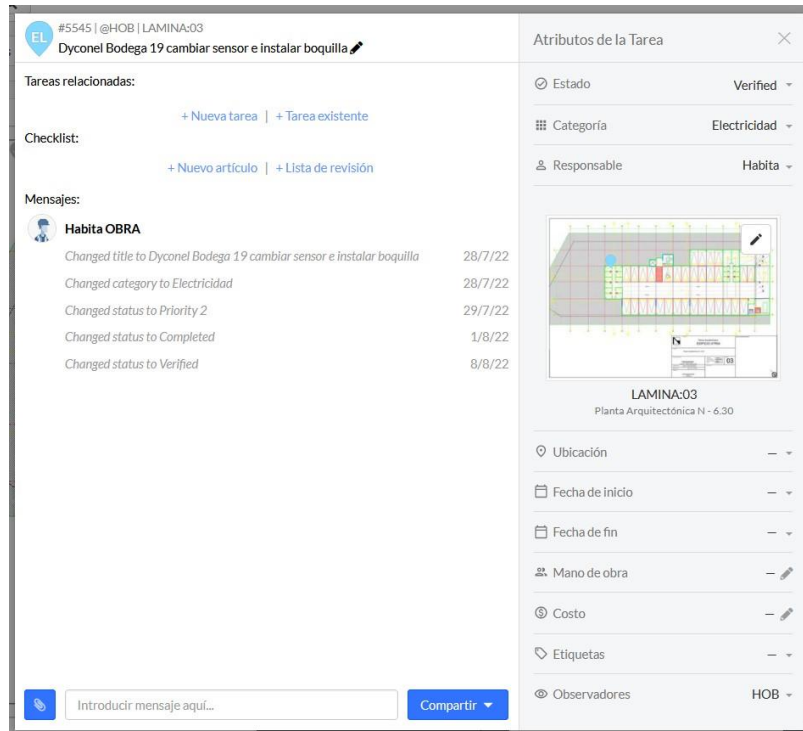 EL
#5545 | @HOB | LAMINA:03
Dyconel Bodega 19 cambiar sensor e instalar boquilla
Tareas relacionadas:
+ Nueva tarea | + Tarea existente
Checklist:
+ Nuevo artículo | + Lista de revisión
Mensajes:
Habita OBRA
Changed title to Dyconel Bodega 19 cambiar sensor e instalar boquilla 28/7/22
Changed category to Electricidad 28/7/22
Changed status to Priority 2 29/7/22
Changed status to Completed 1/8/22
Changed status to Verified 8/8/22
Introducir mensaje aquí...
Compartir
Atributos de la Tarea
Estado Verified
Categoría Electricidad
Responsable Habita
03
LAMINA:03
Planta Arquitectónica N - 6.30
Ubicación –
Fecha de inicio –
Fecha de fin –
Mano de obra –
Costo –
Etiquetas –
Observadores HOB